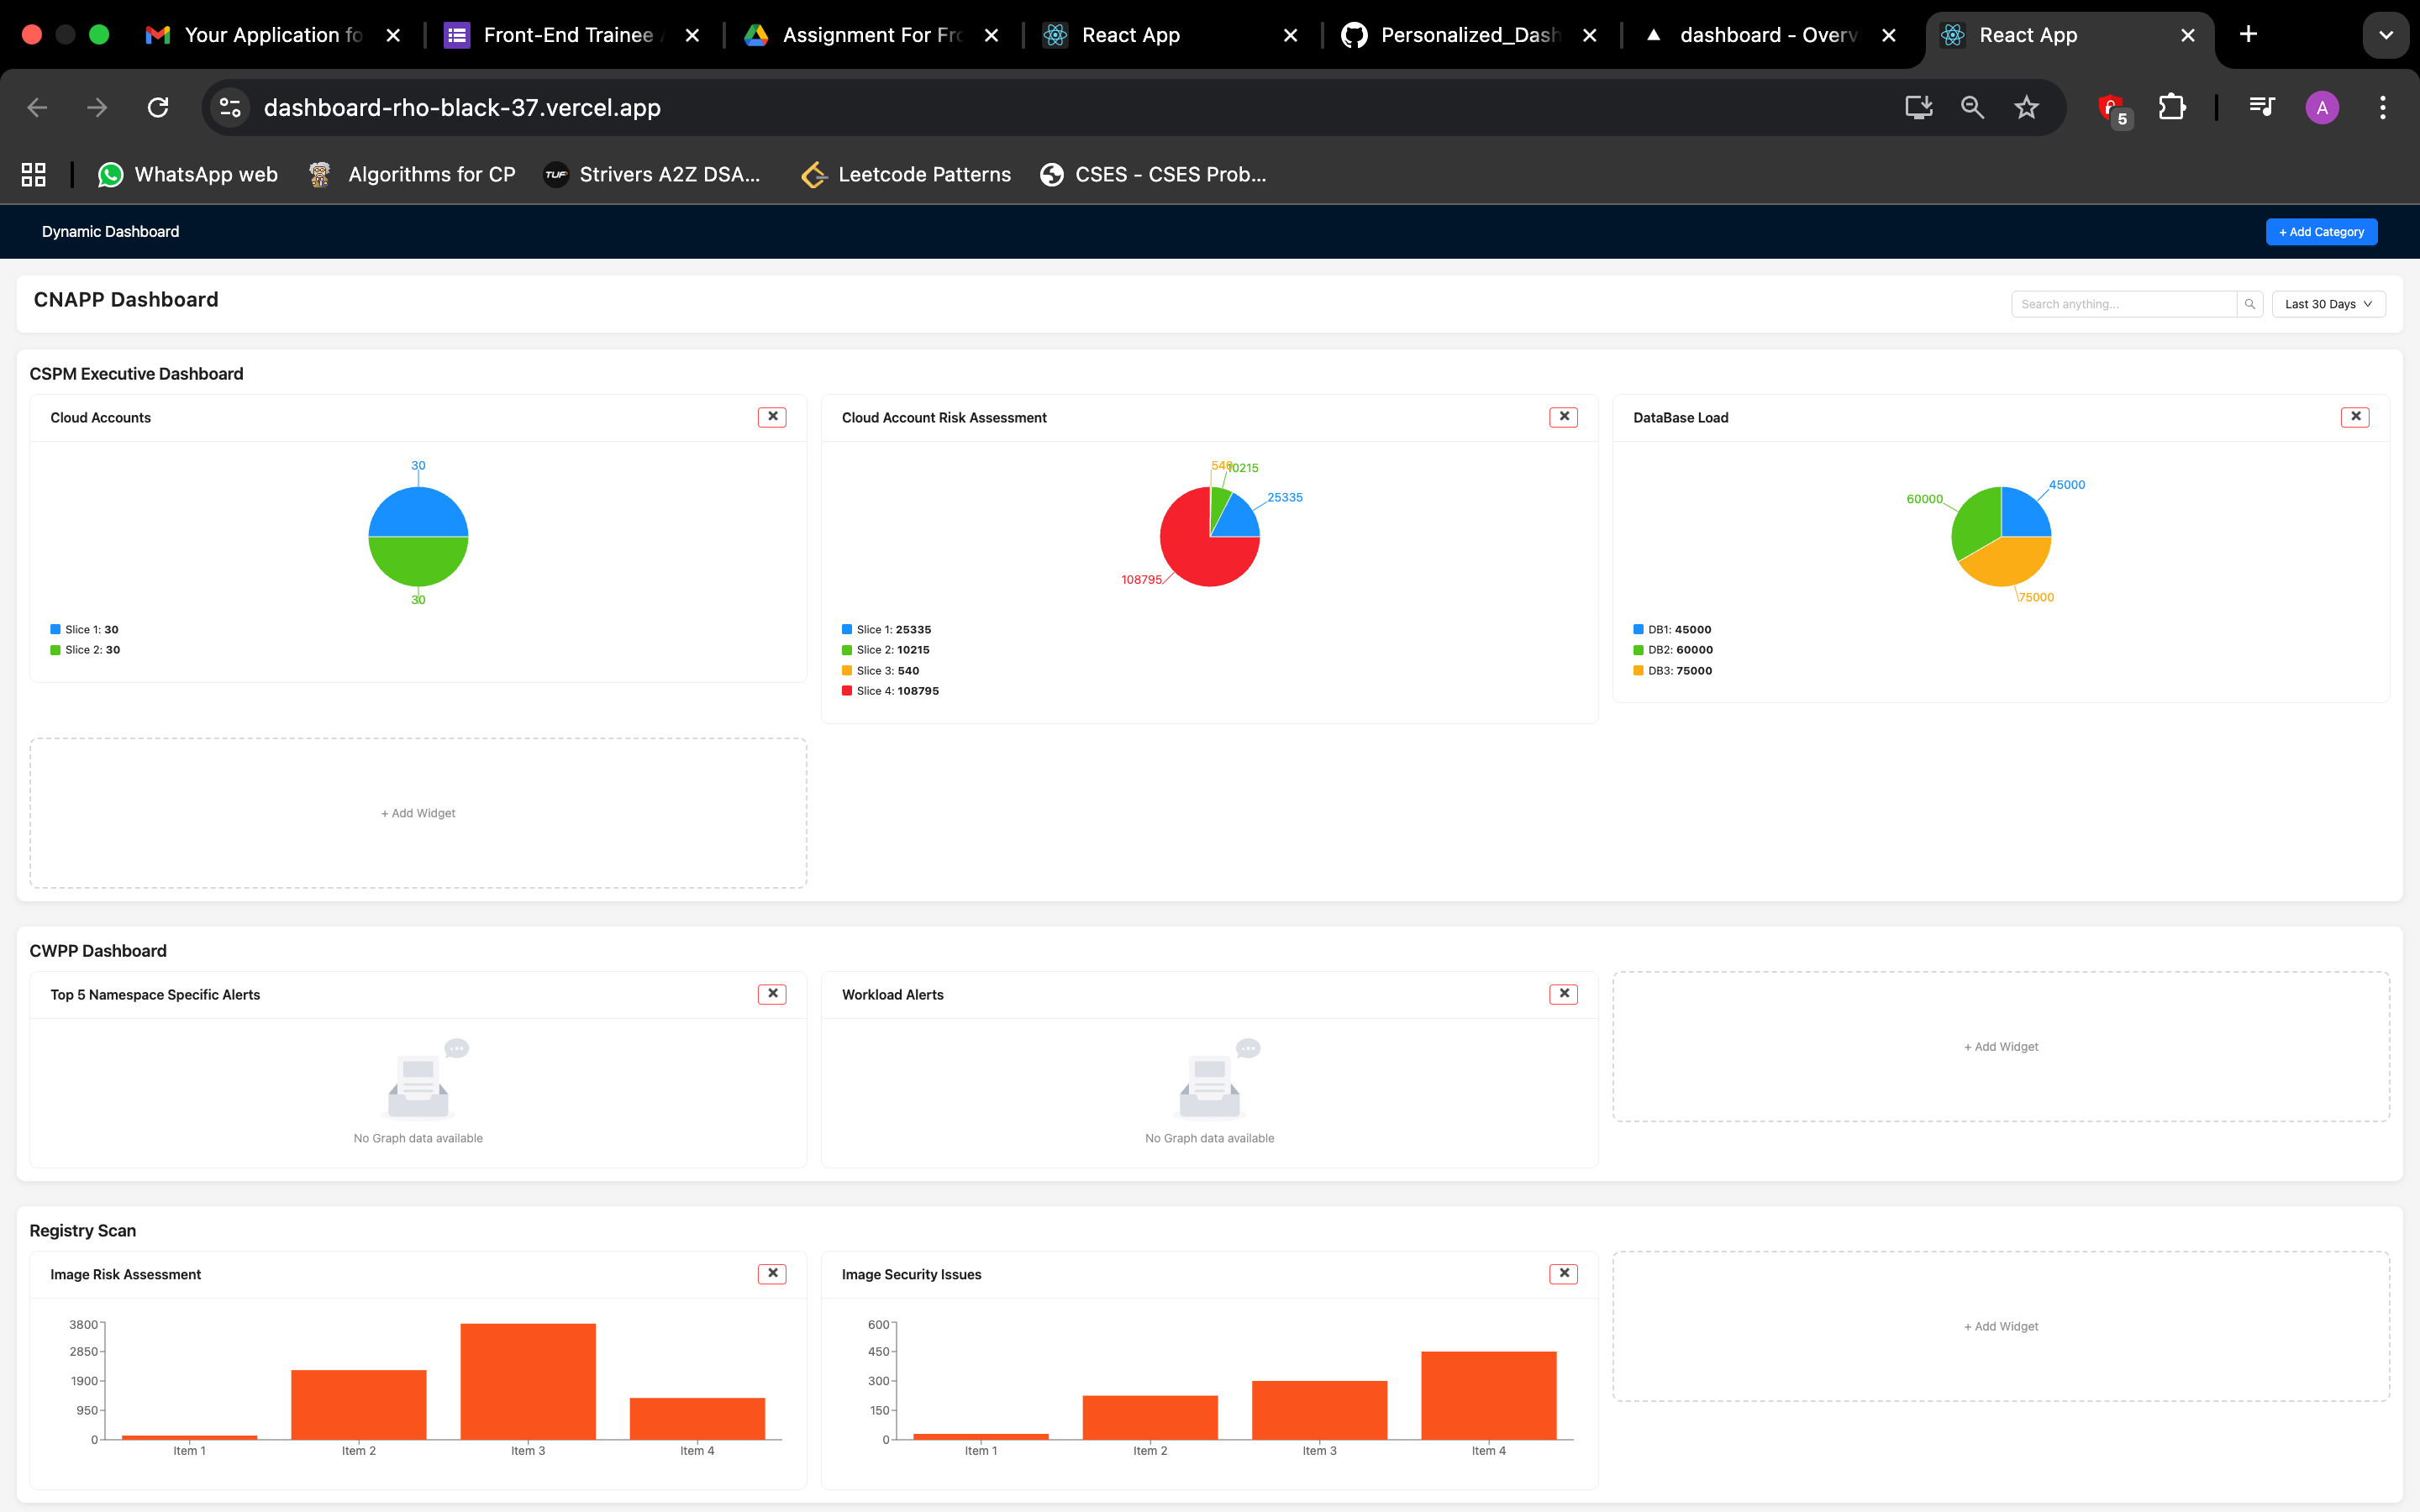 Your Application fo
Front-End Trainee
Assignment For Fro
React App
Personalized_Dash
dashboard - Overv
React App
dashboard-rho-black-37.vercel.app
5
A
WhatsApp web
Algorithms for CP
TUF
Strivers A2Z DSA...
Leetcode Patterns
CSES - CSES Prob...
Dynamic Dashboard
+ Add Category
CNAPP Dashboard
Search anything...
Last 30 Days
CSPM Executive Dashboard
Cloud Accounts
30
30
Slice 1: 30
Slice 2: 30
Cloud Account Risk Assessment
540
10215
25335
108795
Slice 1: 25335
Slice 2: 10215
Slice 3: 540
Slice 4: 108795
DataBase Load
45000
60000
75000
DB1: 45000
DB2: 60000
DB3: 75000
+ Add Widget
CWPP Dashboard
Top 5 Namespace Specific Alerts
No Graph data available
Workload Alerts
No Graph data available
+ Add Widget
Registry Scan
Image Risk Assessment
3800
2850
1900
950
0
Item 1 Item 2 Item 3 Item 4
Image Security Issues
600
450
300
150
0
Item 1 Item 2 Item 3 Item 4
+ Add Widget